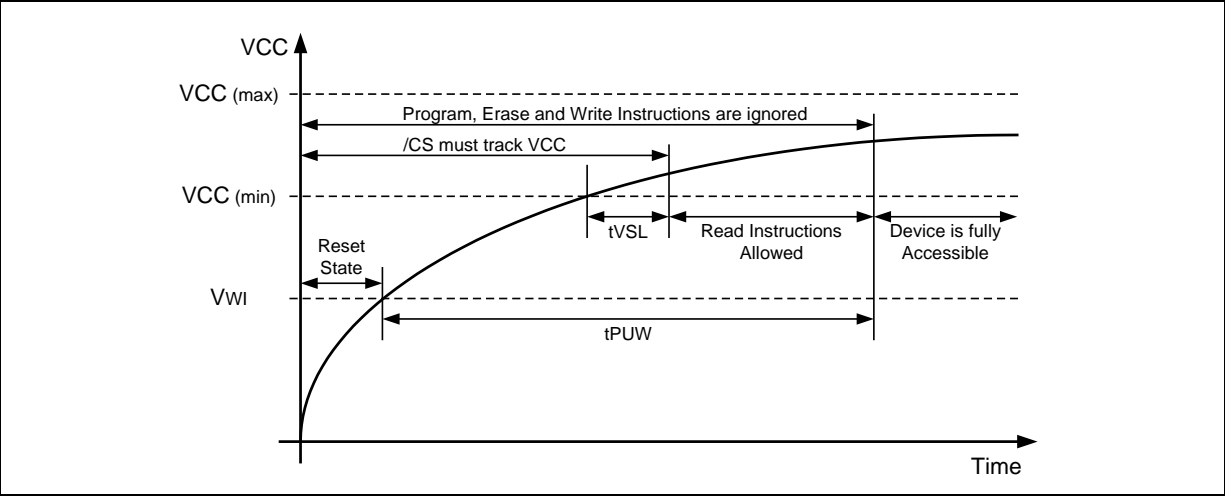 VCC
VCC (max)
Program, Erase and Write Instructions are ignored
/CS must track VCC
VCC (min)
tVSL
Read Instructions
Allowed
Device is fully
Accessible
Reset
State
VWI
tPUW
Time